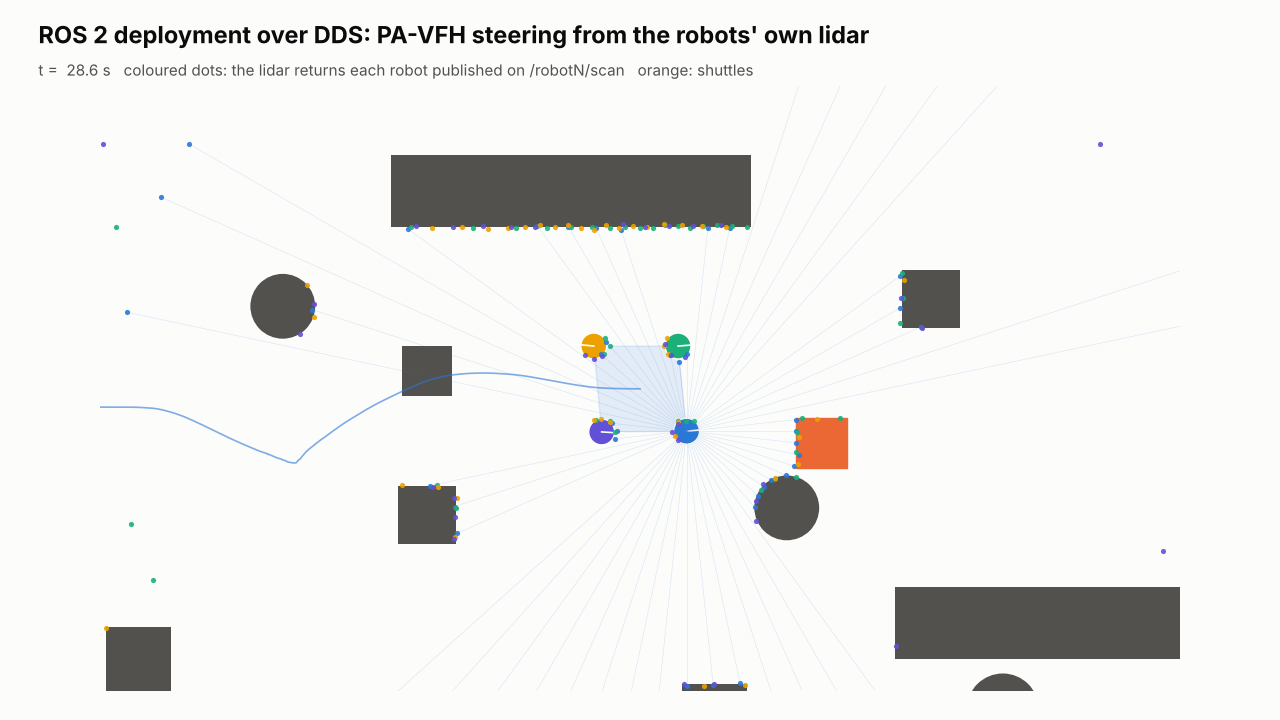 ROS 2 deployment over DDS: PA-VFH steering from the robots' own lidar
t =  28.6 s   coloured dots: the lidar returns each robot published on /robotN/scan   orange: shuttles